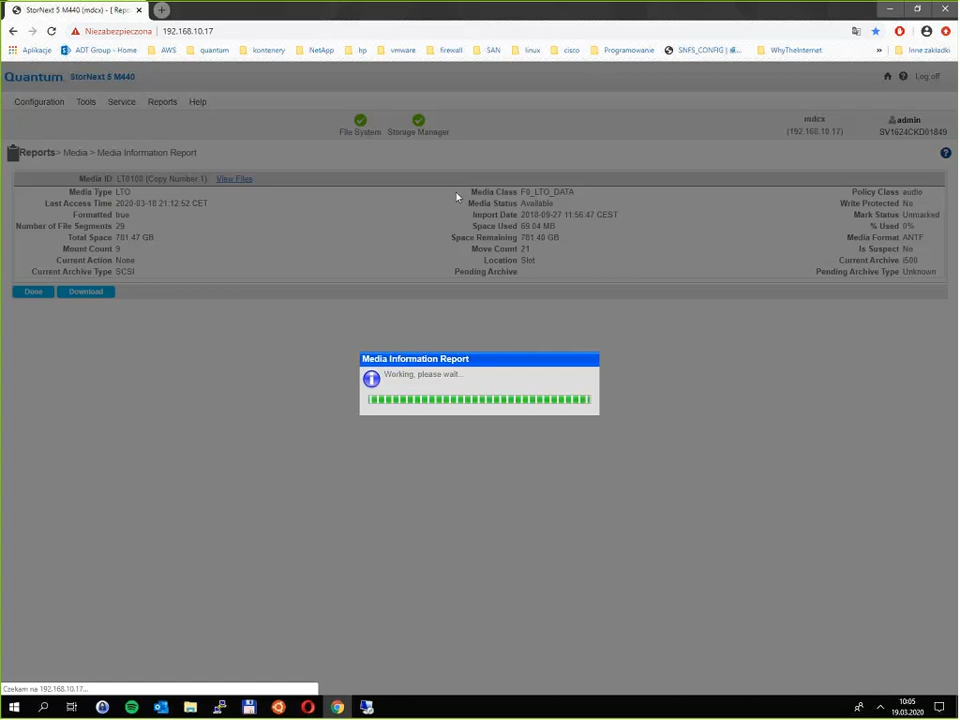 StorNext 5 M440 (mdcx) - [ Repo
Niezabezpieczona 192.168.10.17
Aplikacje ADT Group - Home AWS quantum kontenery NetApp hp vmware firewall SAN linux cisco Programowanie SNFS_CONFIG | WhyTheInternet » Inne zakładki
Quantum. StorNext 5 M440 Log off
Configuration Tools Service Reports Help
File System Storage Manager
mdcx
(192.168.10.17)
admin
SV1624CKD01849
Reports > Media > Media Information Report
Media ID LT0100 (Copy Number 1) View Files
Media Type LTO Media Class F0_LTO_DATA Policy Class audio
Last Access Time 2020-03-18 21:12:52 CET Media Status Available Write Protected No
Formatted true Import Date 2018-09-27 11:56:47 CEST Mark Status Unmarked
Number of File Segments 29 Space Used 69.04 MB % Used 0%
Total Space 781.47 GB Space Remaining 781.40 GB Media Format ANTF
Mount Count 9 Move Count 21 Is Suspect No
Current Action None Location Slot Current Archive i500
Current Archive Type SCSI Pending Archive Pending Archive Type Unknown
Done Download
Media Information Report
Working, please wait...
Czekam na 192.168.10.17...
10:05
19.03.2020